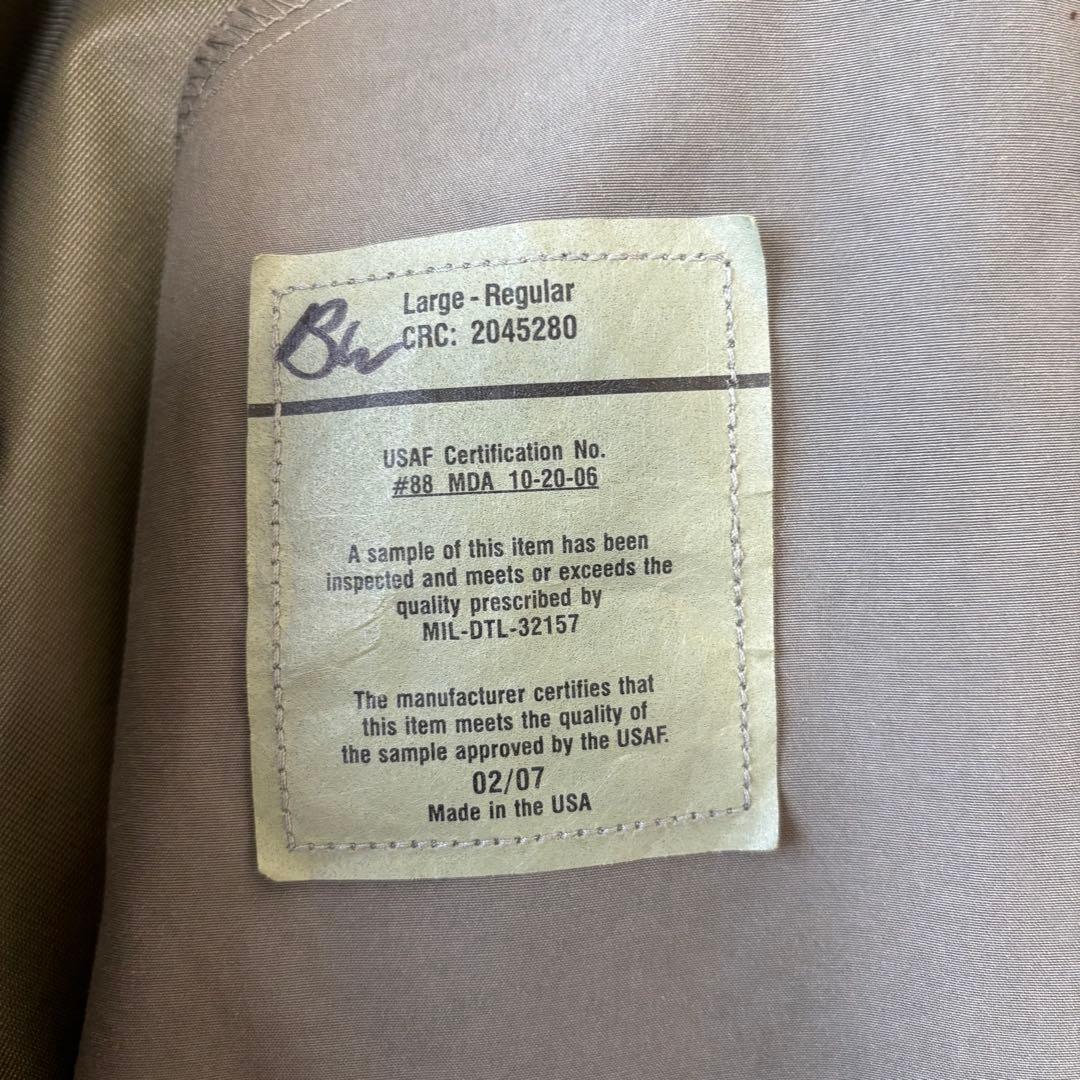 Large - Regular
CRC: 2045280
USAF Certification No.
#88 MDA 10-20-06
A sample of this item has been
inspected and meets or exceeds the
quality prescribed by
MIL-DTL-32157
The manufacturer certifies that
this item meets the quality of
the sample approved by the USAF.
02/07
Made in the USA